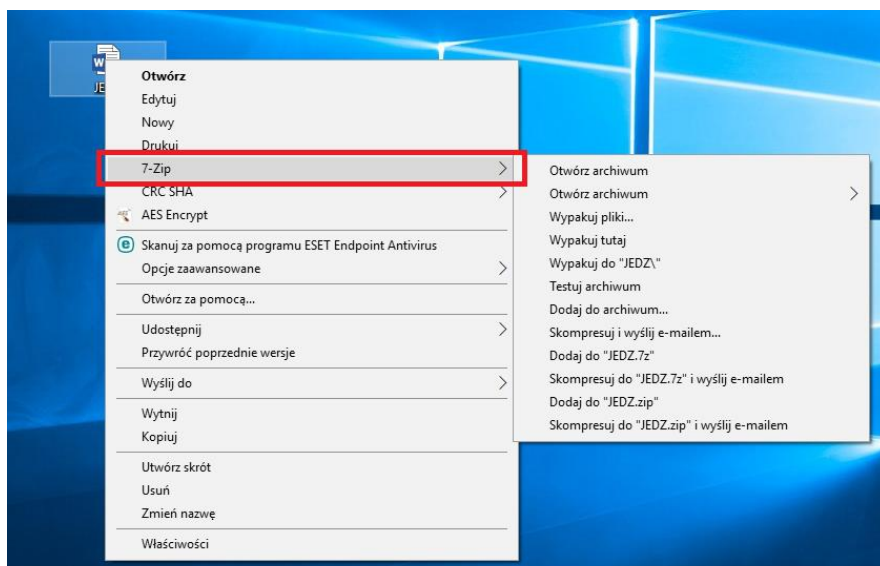 JE
Otwórz
Edytuj
Nowy
Drukuj
7-Zip
CRC SHA
AES Encrypt
Skanuj za pomocą programu ESET Endpoint Antivirus
Opcje zaawansowane
Otwórz za pomocą...
Udostępnij
Przywróć poprzednie wersje
Wyślij do
Wytnij
Kopiuj
Utwórz skrót
Usuń
Zmień nazwę
Właściwości
Otwórz archiwum
Otwórz archiwum
Wypakuj pliki...
Wypakuj tutaj
Wypakuj do "JEDZ\"
Testuj archiwum
Dodaj do archiwum...
Skompresuj i wyślij e-mailem...
Dodaj do "JEDZ.7z"
Skompresuj do "JEDZ.7z" i wyślij e-mailem
Dodaj do "JEDZ.zip"
Skompresuj do "JEDZ.zip" i wyślij e-mailem